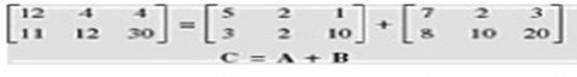 [12 4 4] = [5 2 1] + [7 2 3]
[11 12 30] [3 2 10] [8 10 20]
C = A + B